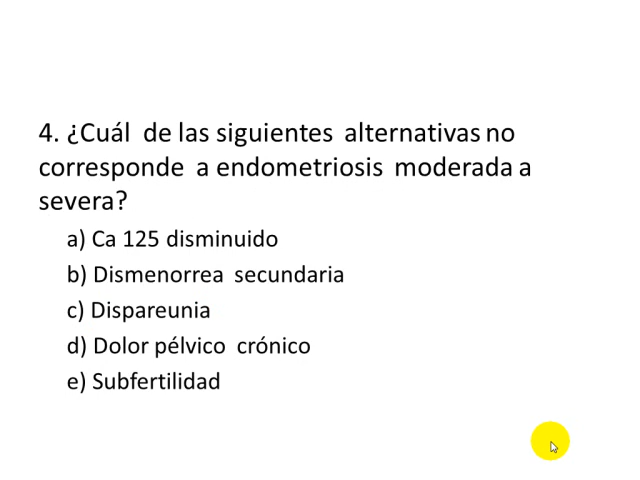 4. ¿Cuál de las siguientes alternativas no
corresponde a endometriosis moderada a
severa?
a) Ca 125 disminuido
b) Dismenorrea secundaria
c) Dispareunia
d) Dolor pélvico crónico
e) Subfertilidad